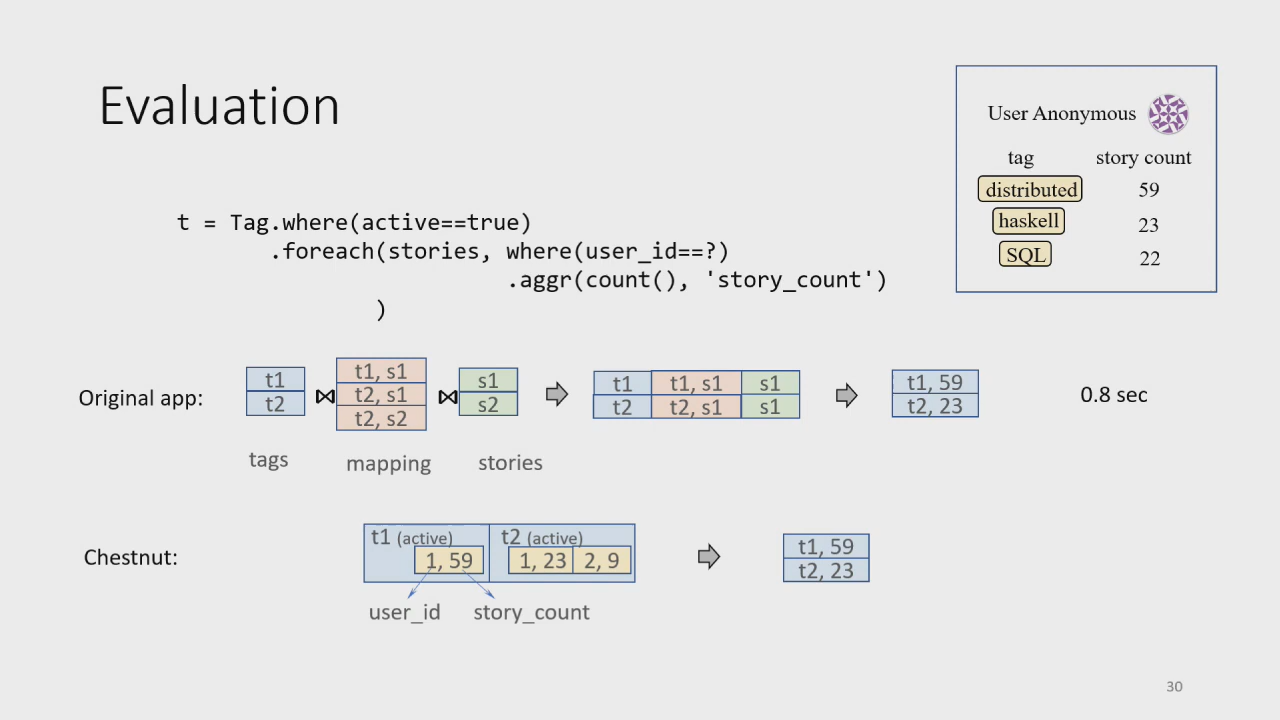 Evaluation
User Anonymous
tag story count
distributed 59
haskell 23
SQL 22
t = Tag.where(active==true)
.foreach(stories, where(user_id==?)
.aggr(count(), 'story_count')
)
Original app:
t1
t2
⋈
t1, s1
t2, s1
t2, s2
⋈
s1
s2
t1 t1, s1 s1
t2 t2, s1 s1
t1, 59
t2, 23
0.8 sec
tags mapping stories
Chestnut:
t1 (active) t2 (active)
1, 59 1, 23 2, 9
t1, 59
t2, 23
user_id story_count
30